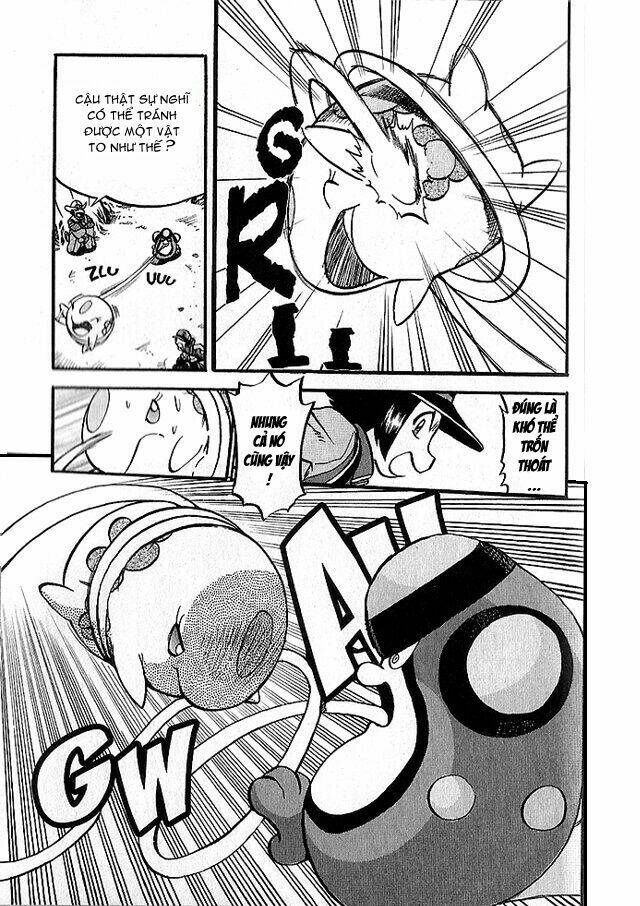 CẬU THẬT SỰ NGHĨ
CÓ THỂ TRÁNH
ĐƯỢC MỘT VẬT
TO NHƯ THẾ ?
GRII
ZLU
UUU
ĐÚNG LÀ
KHÓ THỂ
TRỐN
THOÁT
...
NHƯNG
CẢ NÓ
CŨNG VẬY
!
GW